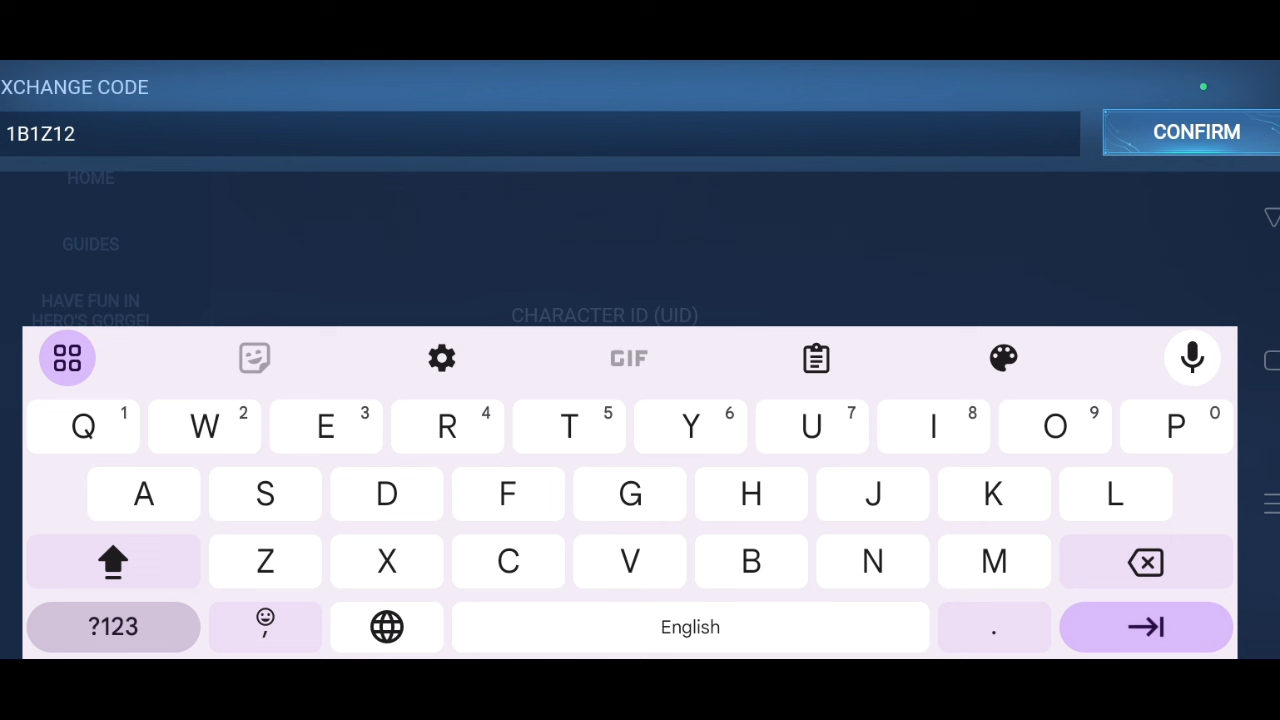 XCHANGE CODE
1B1Z12
CONFIRM
HOME
GUIDES
HAVE FUN IN
HERO'S GORGE!
CHARACTER ID (UID)
GIF
Q 1 W 2 E 3 R 4 T 5 Y 6 U 7 I 8 O 9 P 0
A S D F G H J K L
Z X C V B N M
?123 , English .